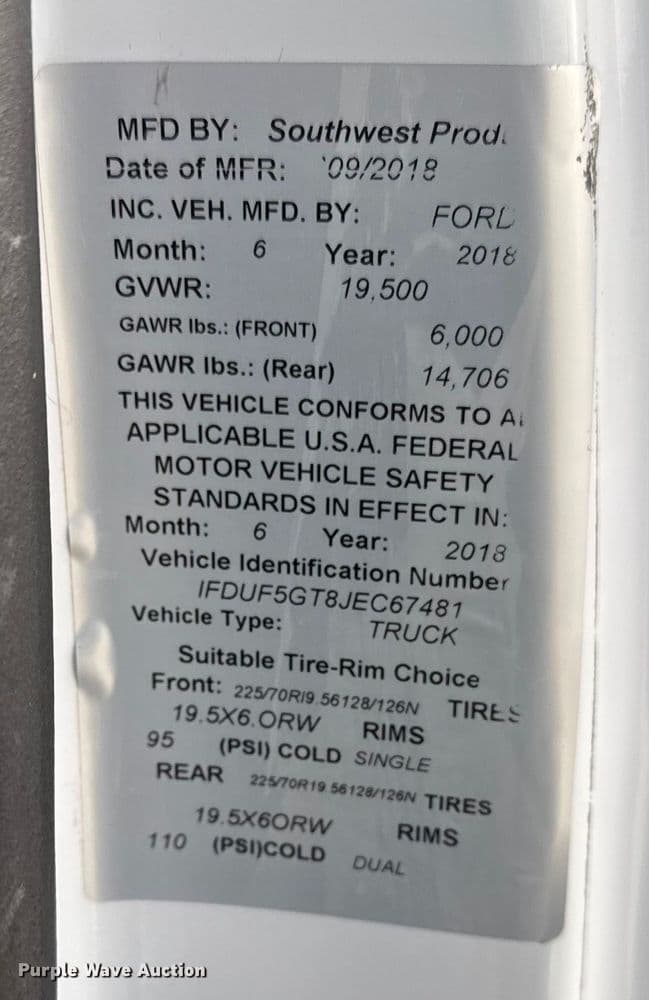 MFD BY: Southwest Prod.
Date of MFR: '09/2018
INC. VEH. MFD. BY: FORD
Month: 6 Year: 2018
GVWR: 19,500
GAWR lbs.: (FRONT) 6,000
GAWR lbs.: (Rear) 14,706
THIS VEHICLE CONFORMS TO
APPLICABLE U.S.A. FEDERAL
MOTOR VEHICLE SAFETY
STANDARDS IN EFFECT IN:
Month: 6 Year: 2018
Vehicle Identification Number
IFDUF5GT8JEC67481
Vehicle Type: TRUCK
Suitable Tire-Rim Choice
Front: 225/70RI9.56128/126N TIRES
19.5X6.ORW RIMS
95 (PSI) COLD SINGLE
REAR 225/70R19.56128/126N TIRES
19.5X6ORW RIMS
110 (PSI)COLD DUAL
Purple Wave Auction